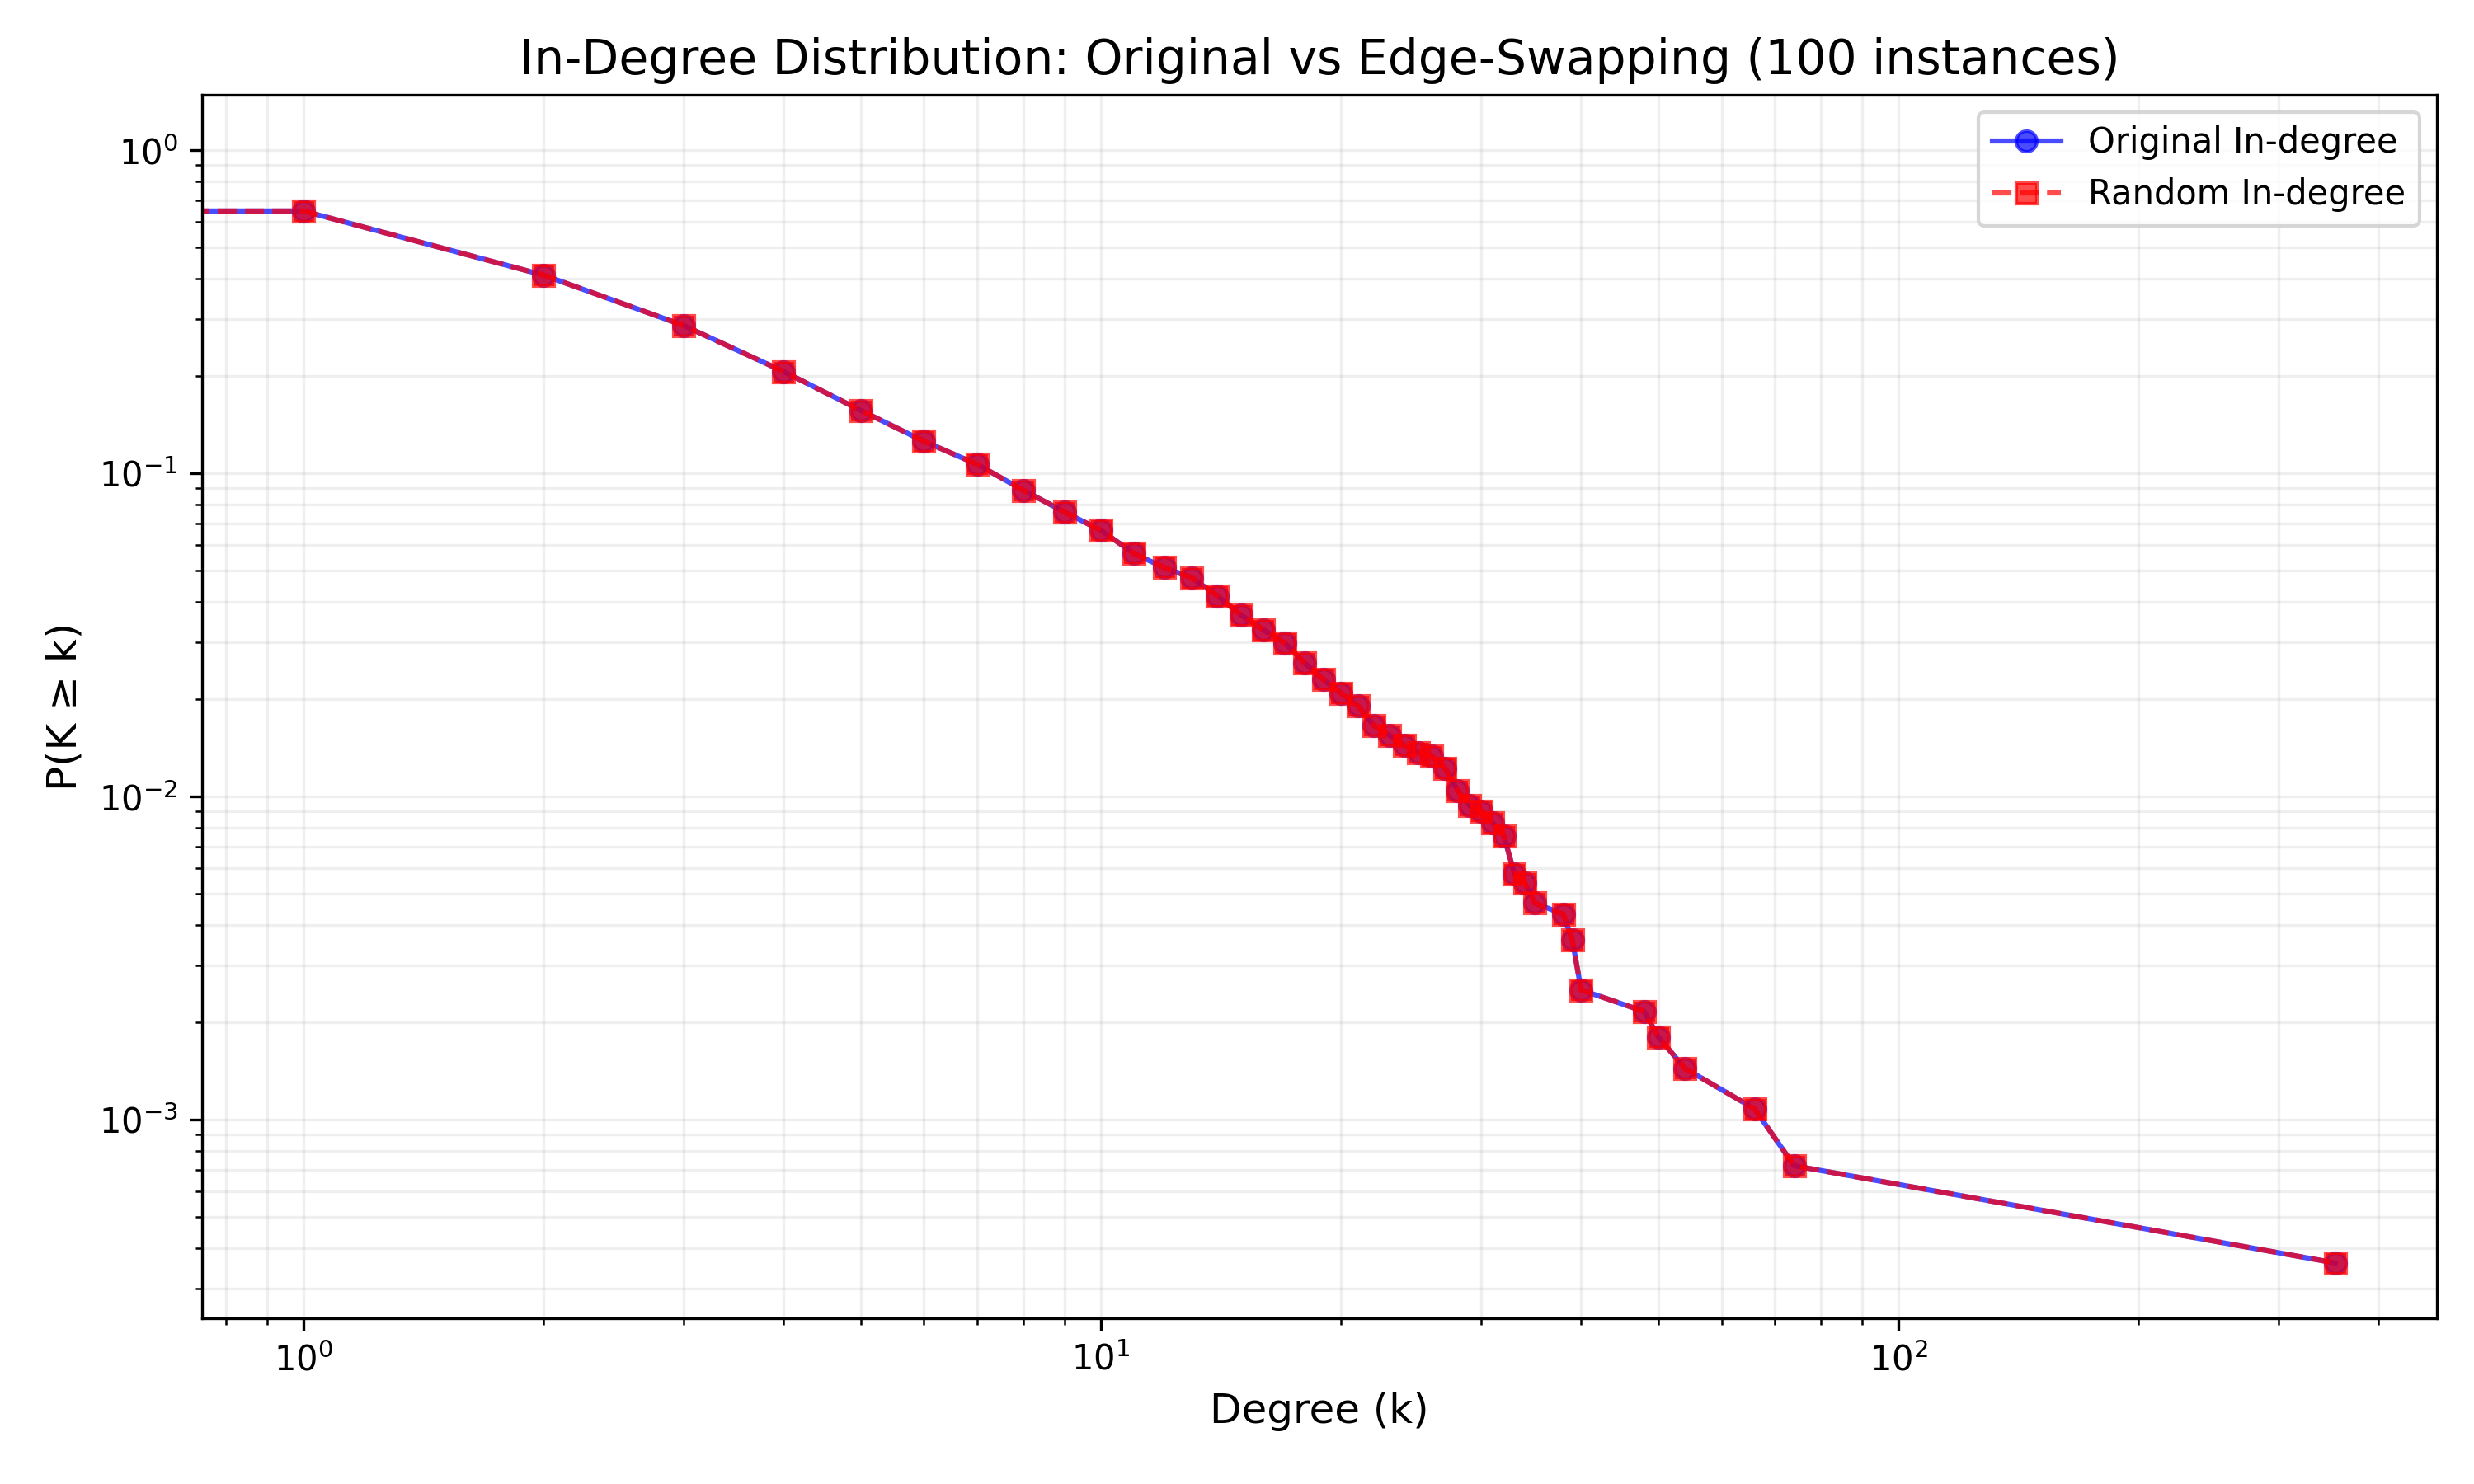 In-Degree Distribution: Original vs Edge-Swapping (100 instances)
Original In-degree
Random In-degree
P(K ≥ k)
10⁰
10⁻¹
10⁻²
10⁻³
10⁰ 10¹ 10²
Degree (k)